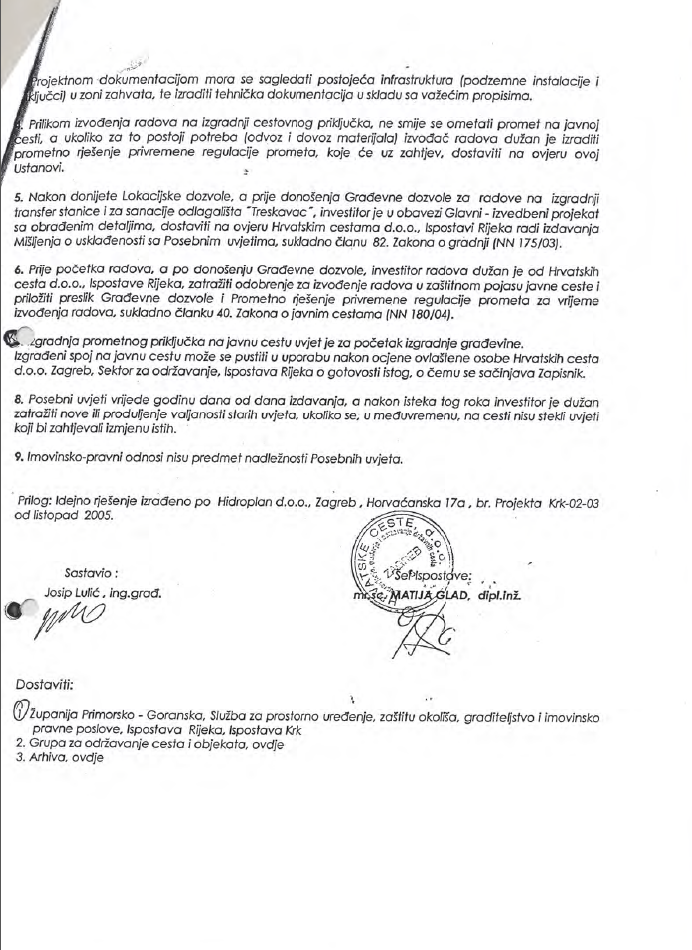 Projektnom dokumentacijom mora se sagledati postojeća infrastruktura (podzemne instalacije i
ključci) u zoni zahvata, te izraditi tehnička dokumentacija u skladu sa važećim propisima.
4. Prilikom izvođenja radova na izgradnji cestovnog priključka, ne smije se ometati promet na javnoj
cesti, a ukoliko za to postoji potreba (odvoz i dovoz materijala) izvođač radova dužan je izraditi
prometno rješenje privremene regulacije prometa, koje će uz zahtjev, dostaviti na ovjeru ovoj
Ustanovi.
5. Nakon donijete Lokacijske dozvole, a prije donošenja Građevne dozvole za radove na izgradnji
transfer stanice i za sanacije odlagališta "Treskavac", investitor je u obavezi Glavni - izvedbeni projekat
sa obrađenim detaljima, dostaviti na ovjeru Hrvatskim cestama d.o.o., Ispostavi Rijeka radi izdavanja
Mišljenja o usklađenosti sa Posebnim uvjetima, sukladno članu 82. Zakona o gradnji (NN 175/03).
6. Prije početka radova, a po donošenju Građevne dozvole, investitor radova dužan je od Hrvatskih
cesta d.o.o., Ispostave Rijeka, zatražiti odobrenje za izvođenje radova u zaštitnom pojasu javne ceste i
priložiti preslik Građevne dozvole i Prometno rješenje privremene regulacije prometa za vrijeme
izvođenja radova, sukladno članku 40. Zakona o javnim cestama (NN 180/04).
Izgradnja prometnog priključka na javnu cestu uvjet je za početak izgradnje građevine.
Izgrađeni spoj na javnu cestu može se pustiti u uporabu nakon ocjene ovlaštene osobe Hrvatskih cesta
d.o.o. Zagreb, Sektor za održavanje, Ispostava Rijeka o gotovosti istog, o čemu se sačinjava Zapisnik.
8. Posebni uvjeti vrijede godinu dana od dana izdavanja, a nakon isteka tog roka investitor je dužan
zatražiti nove ili produljenje valjanosti starih uvjeta, ukoliko se, u međuvremenu, na cesti nisu stekli uvjeti
koji bi zahtjevali izmjenu istih.
9. Imovinsko-pravni odnosi nisu predmet nadležnosti Posebnih uvjeta.
Prilog: Idejno rješenje izrađeno po Hidroplan d.o.o., Zagreb , Horvaćanska 17a , br. Projekta Krk-02-03
od listopad 2005.
HRVATSKE CESTE, d.o.o.
ZAGREB
Sastavio :
Šef Ispostave:
Josip Lulić , ing.građ.
mr.sc. MATIJA GLAD, dipl.inž.
Dostaviti:
1 Županija Primorsko - Goranska, Služba za prostorno uređenje, zaštitu okoliša, graditeljstvo i imovinsko
pravne poslove, Ispostava Rijeka, Ispostava Krk
2. Grupa za održavanje cesta i objekata, ovdje
3. Arhiva, ovdje